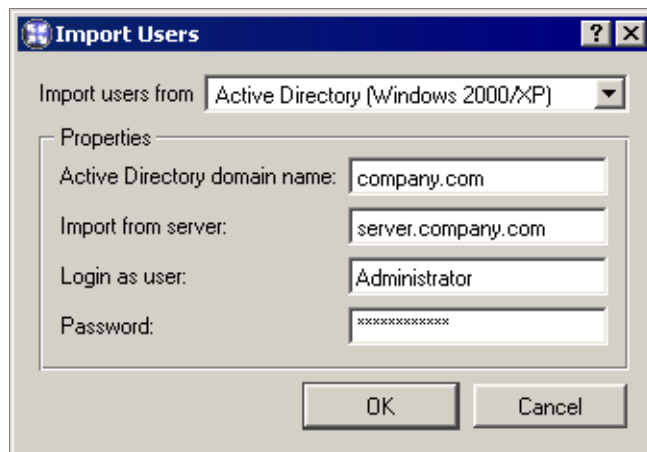 Import Users
Import users from Active Directory (Windows 2000/XP)
Properties
Active Directory domain name: company.com
Import from server: server.company.com
Login as user: Administrator
Password: ************
OK Cancel